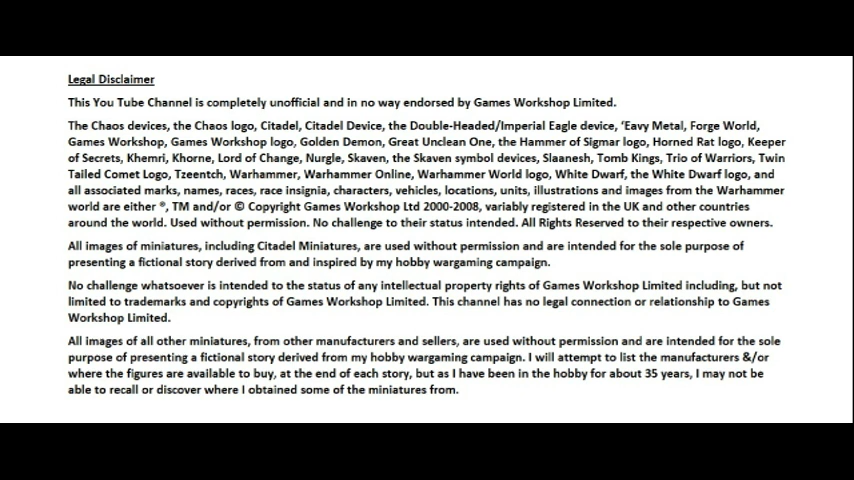 Legal Disclaimer
This You Tube Channel is completely unofficial and in no way endorsed by Games Workshop Limited.
The Chaos devices, the Chaos logo, Citadel, Citadel Device, the Double-Headed/Imperial Eagle device, 'Eavy Metal, Forge World,
Games Workshop, Games Workshop logo, Golden Demon, Great Unclean One, the Hammer of Sigmar logo, Horned Rat logo, Keeper
of Secrets, Khemri, Khorne, Lord of Change, Nurgle, Skaven, the Skaven symbol devices, Slaanesh, Tomb Kings, Trio of Warriors, Twin
Tailed Comet Logo, Tzeentch, Warhammer, Warhammer Online, Warhammer World logo, White Dwarf, the White Dwarf logo, and
all associated marks, names, races, race insignia, characters, vehicles, locations, units, illustrations and images from the Warhammer
world are either ®, TM and/or © Copyright Games Workshop Ltd 2000-2008, variably registered in the UK and other countries
around the world. Used without permission. No challenge to their status intended. All Rights Reserved to their respective owners.
All images of miniatures, including Citadel Miniatures, are used without permission and are intended for the sole purpose of
presenting a fictional story derived from and inspired by my hobby wargaming campaign.
No challenge whatsoever is intended to the status of any intellectual property rights of Games Workshop Limited including, but not
limited to trademarks and copyrights of Games Workshop Limited. This channel has no legal connection or relationship to Games
Workshop Limited.
All images of all other miniatures, from other manufacturers and sellers, are used without permission and are intended for the sole
purpose of presenting a fictional story derived from my hobby wargaming campaign. I will attempt to list the manufacturers &/or
where the figures are available to buy, at the end of each story, but as I have been in the hobby for about 35 years, I may not be
able to recall or discover where I obtained some of the miniatures from.